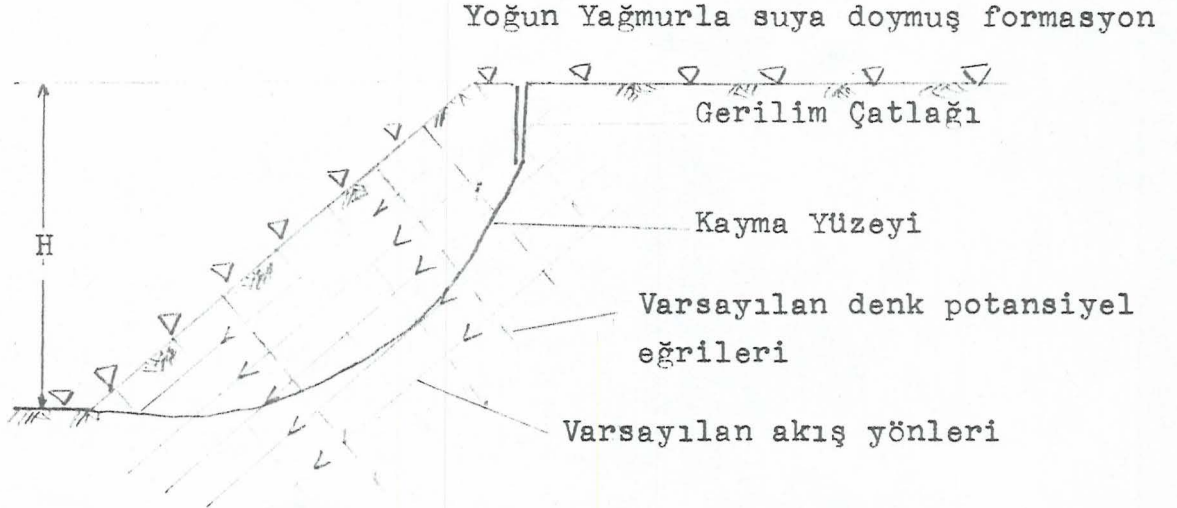 Yoğun Yağmurla suya doymuş formasyon
Gerilim Çatlağı
H
Kayma Yüzeyi
Varsayılan denk potansiyel
eğrileri
Varsayılan akış yönleri